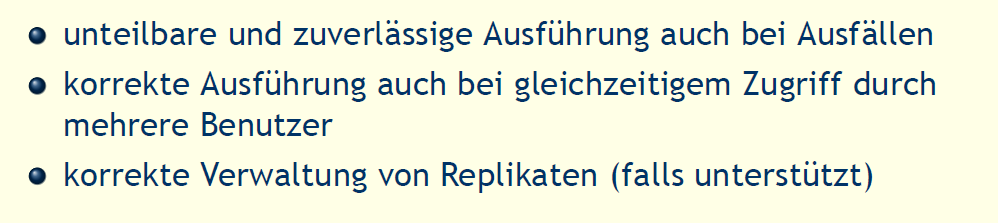 unteilbare und zuverlässige Ausführung auch bei Ausfällen
korrekte Ausführung auch bei gleichzeitigem Zugriff durch
mehrere Benutzer
korrekte Verwaltung von Replikaten (falls unterstützt)